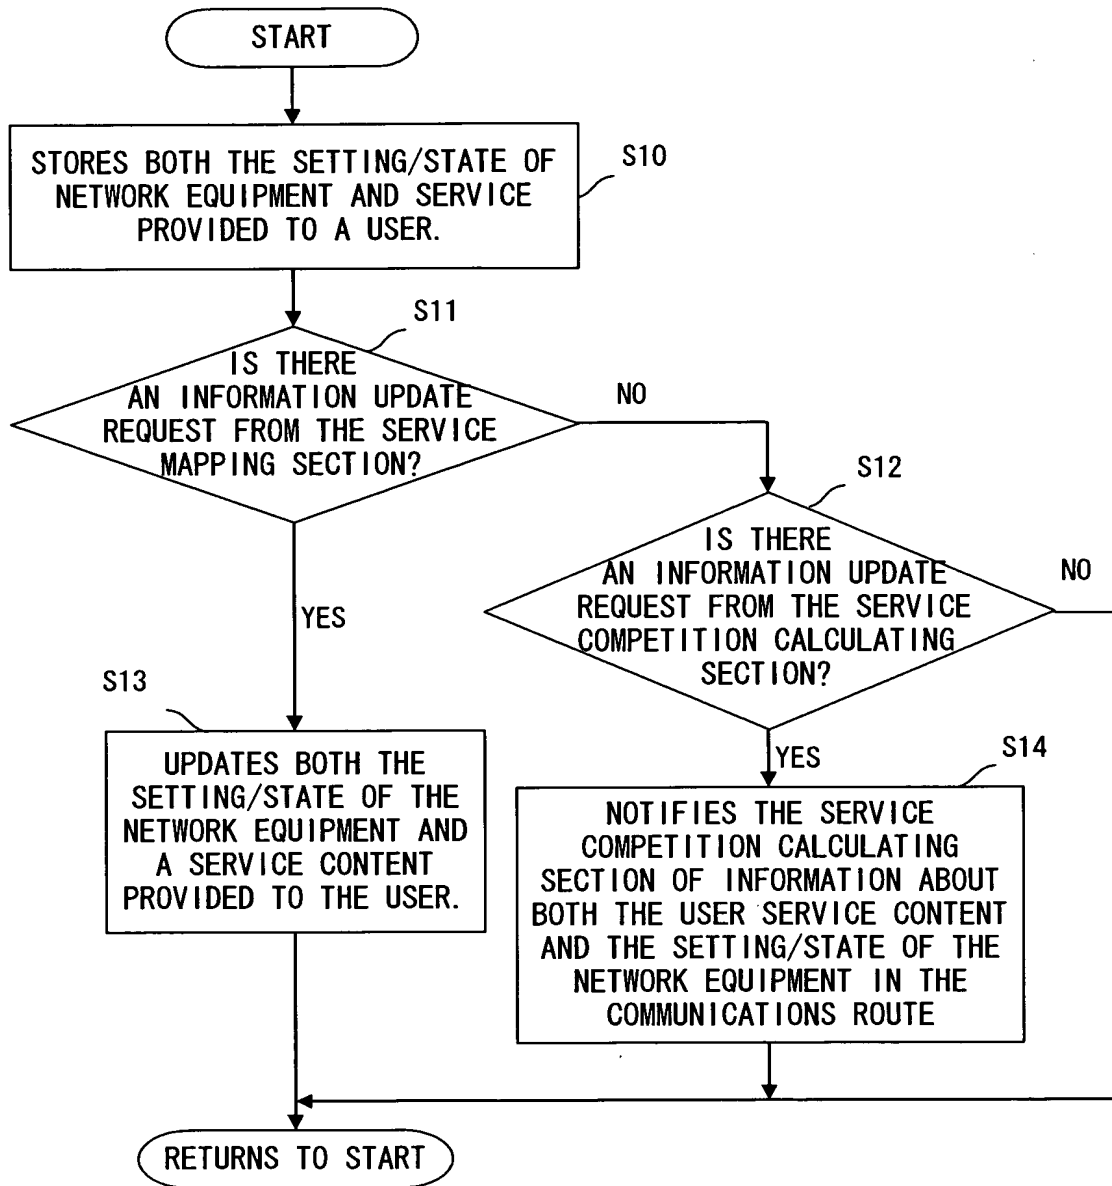 START
STORES BOTH THE SETTING/STATE OF
NETWORK EQUIPMENT AND SERVICE
PROVIDED TO A USER.
S10
S11
IS THERE
AN INFORMATION UPDATE
REQUEST FROM THE SERVICE
MAPPING SECTION?
NO
YES
S12
IS THERE
AN INFORMATION UPDATE
REQUEST FROM THE SERVICE
COMPETITION CALCULATING
SECTION?
NO
YES
S13
UPDATES BOTH THE
SETTING/STATE OF THE
NETWORK EQUIPMENT AND
A SERVICE CONTENT
PROVIDED TO THE USER.
S14
NOTIFIES THE SERVICE
COMPETITION CALCULATING
SECTION OF INFORMATION ABOUT
BOTH THE USER SERVICE CONTENT
AND THE SETTING/STATE OF THE
NETWORK EQUIPMENT IN THE
COMMUNICATIONS ROUTE
RETURNS TO START